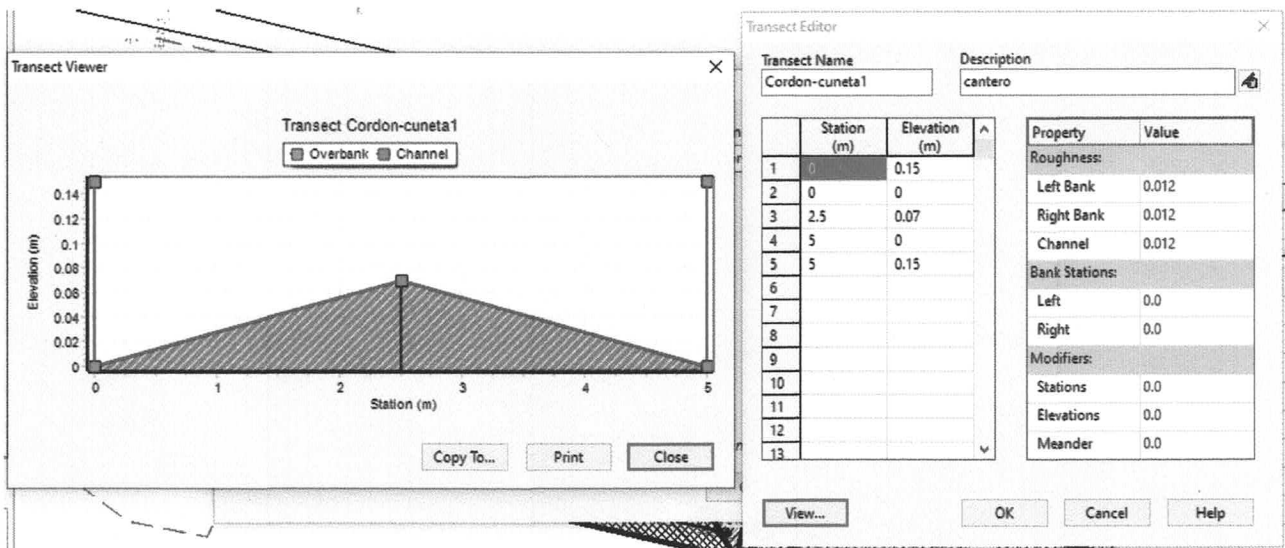 Transect Viewer
Transect Cordon-cuneta1
Overbank Channel
Elevation (m)
0.14
0.12
0.1
0.08
0.06
0.04
0.02
0
0 1 2 3 4 5
Station (m)
Copy To... Print Close
Transect Editor
Transect Name Description
Cordon-cuneta1 cantero
Station (m) Elevation (m)
1 0 0.15
2 0 0
3 2.5 0.07
4 5 0
5 5 0.15
6
7
8
9
10
11
12
13
Property Value
Roughness:
Left Bank 0.012
Right Bank 0.012
Channel 0.012
Bank Stations:
Left 0.0
Right 0.0
Modifiers:
Stations 0.0
Elevations 0.0
Meander 0.0
View... OK Cancel Help